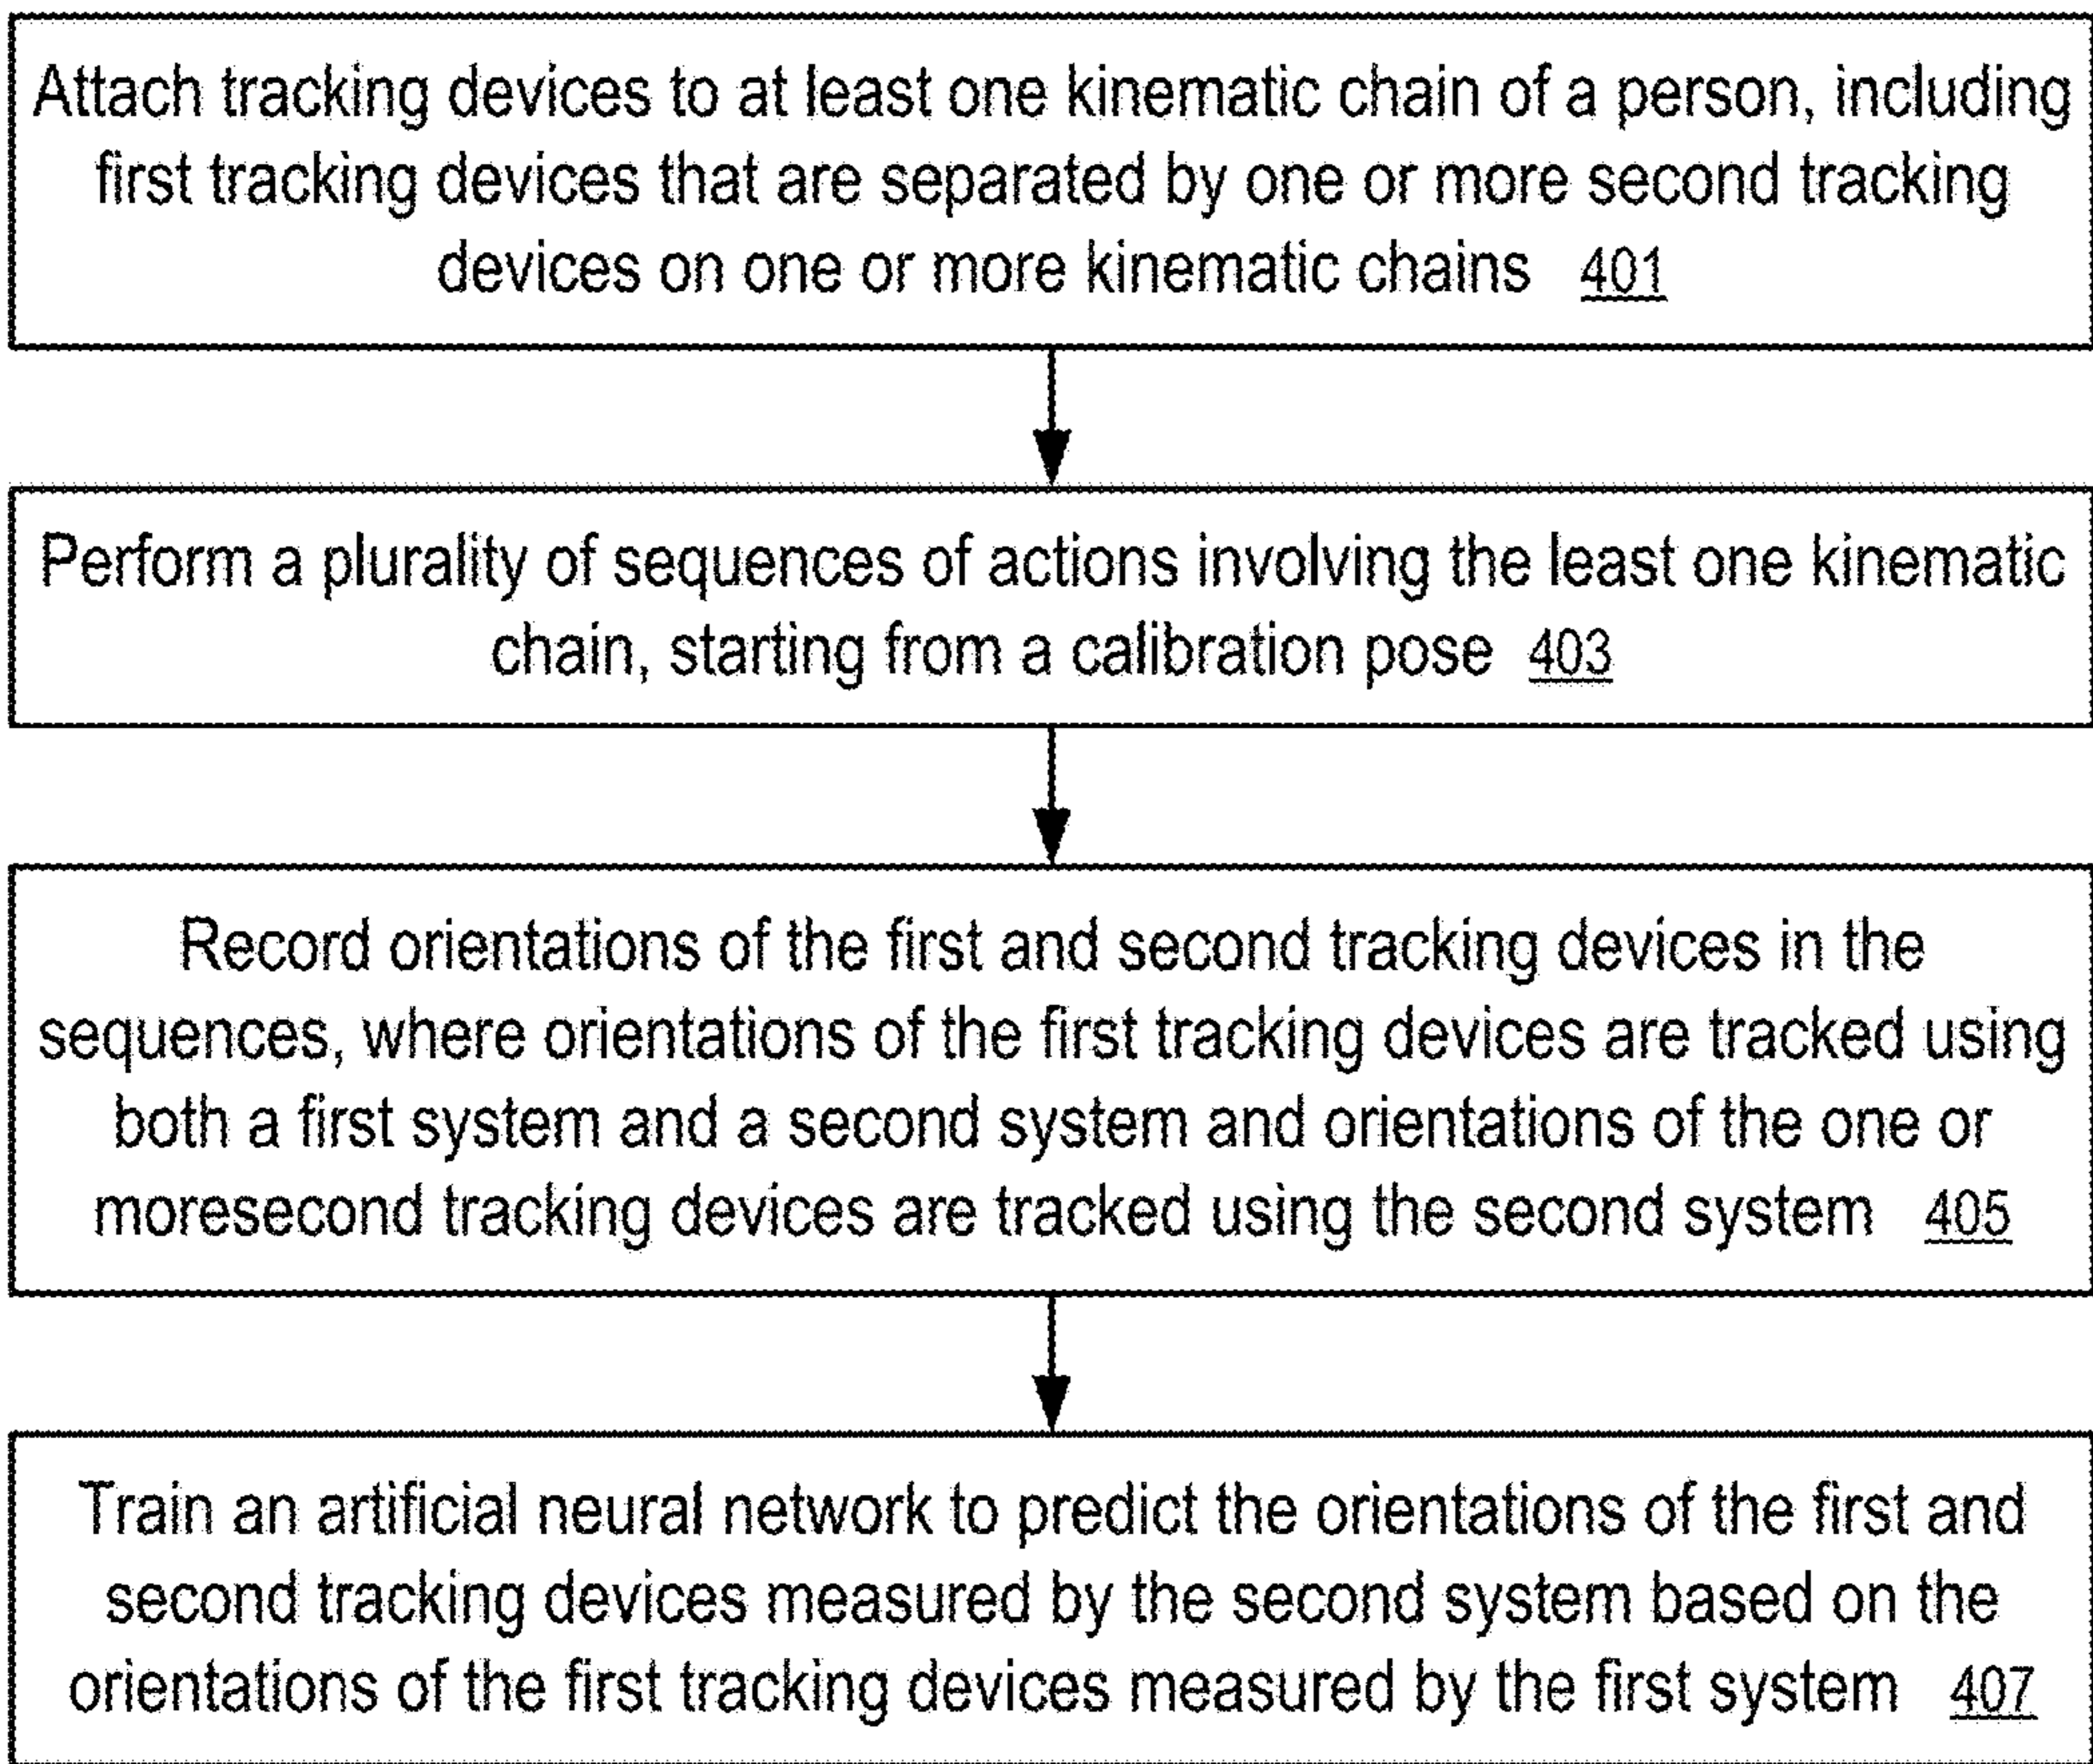 Attach tracking devices to at least one kinematic chain of a person, including
first tracking devices that are separated by one or more second tracking
devices on one or more kinematic chains 401
Perform a plurality of sequences of actions involving the least one kinematic
chain, starting from a calibration pose 403
Record orientations of the first and second tracking devices in the
sequences, where orientations of the first tracking devices are tracked using
both a first system and a second system and orientations of the one or
moresecond tracking devices are tracked using the second system 405
Train an artificial neural network to predict the orientations of the first and
second tracking devices measured by the second system based on the
orientations of the first tracking devices measured by the first system 407